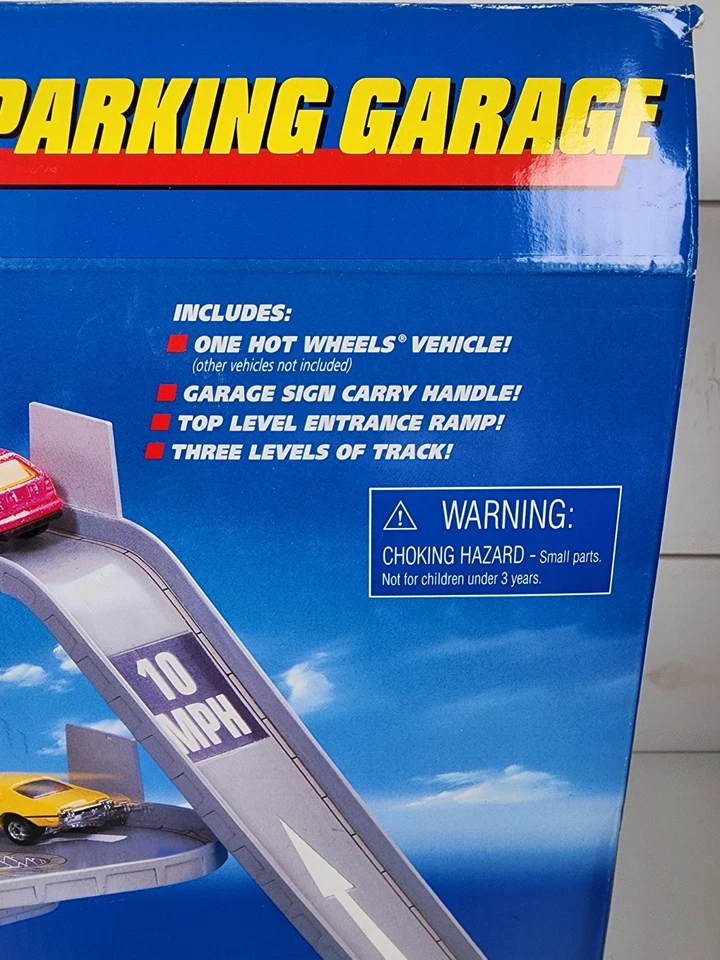 PARKING GARAGE
INCLUDES:
ONE HOT WHEELS® VEHICLE!
(other vehicles not included)
GARAGE SIGN CARRY HANDLE!
TOP LEVEL ENTRANCE RAMP!
THREE LEVELS OF TRACK!
WARNING:
CHOKING HAZARD - Small parts.
Not for children under 3 years.
10
MPH